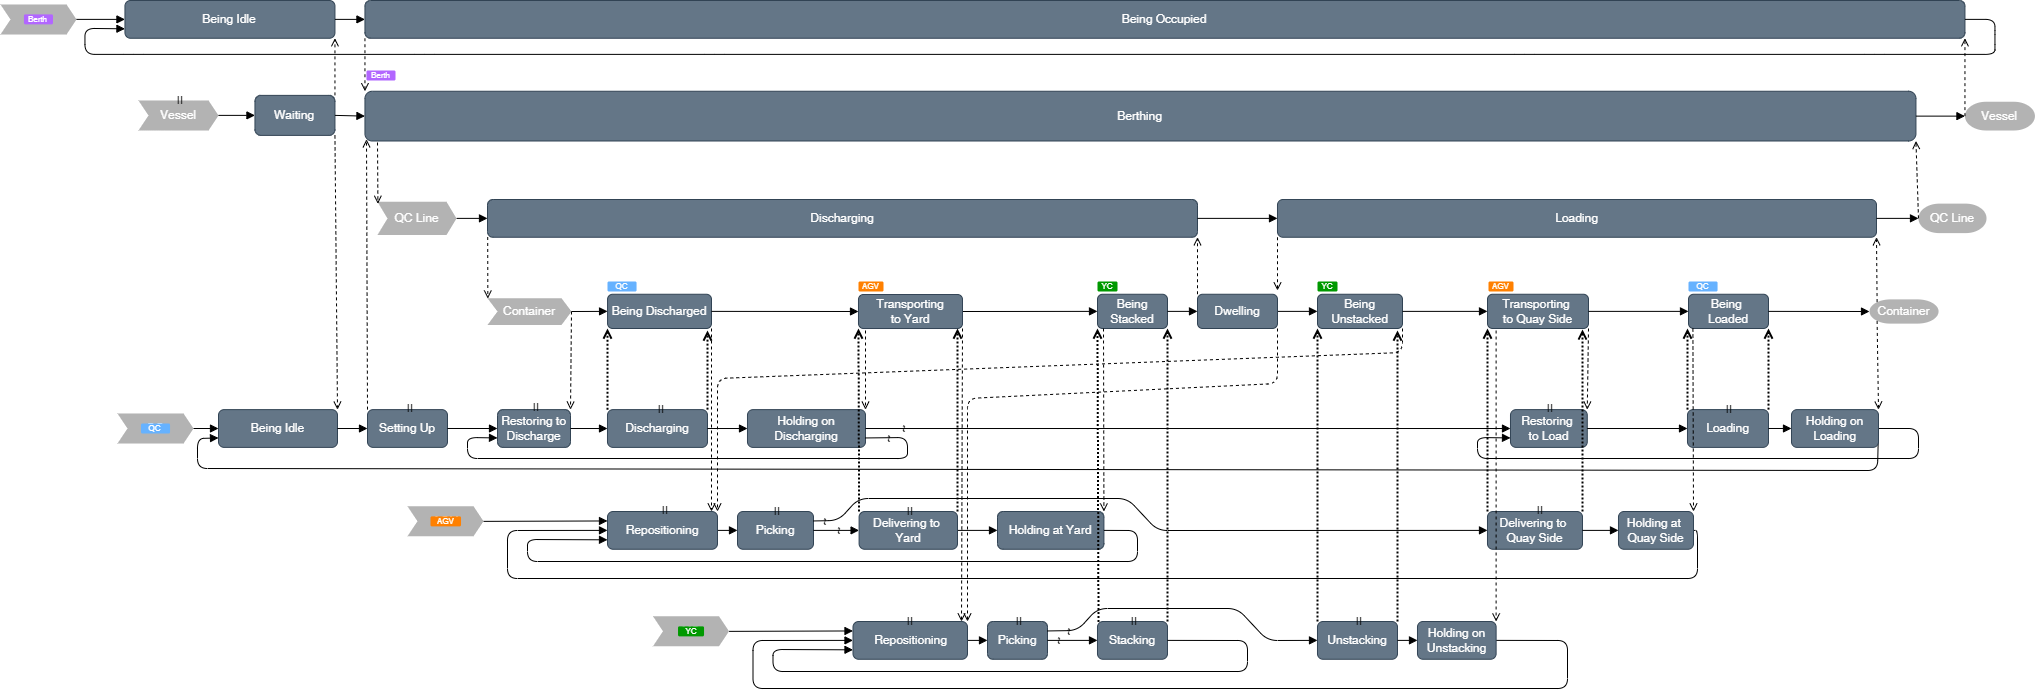 Berth
Being Idle
Being Occupied
Berth
Vessel
Waiting
Berthing
Vessel
QC Line
Discharging
Loading
QC Line
QC
AGV
YC
YC
AGV
QC
Container
Being Discharged
Transporting
to Yard
Being
Stacked
Dwelling
Being
Unstacked
Transporting
to Quay Side
Being
Loaded
Container
QC
Being Idle
Setting Up
Restoring to
Discharge
Discharging
Holding on
Discharging
Restoring
to Load
Loading
Holding on
Loading
AGV
Repositioning
Picking
Delivering to
Yard
Holding at Yard
Delivering to
Quay Side
Holding at
Quay Side
YC
Repositioning
Picking
Stacking
Unstacking
Holding on
Unstacking